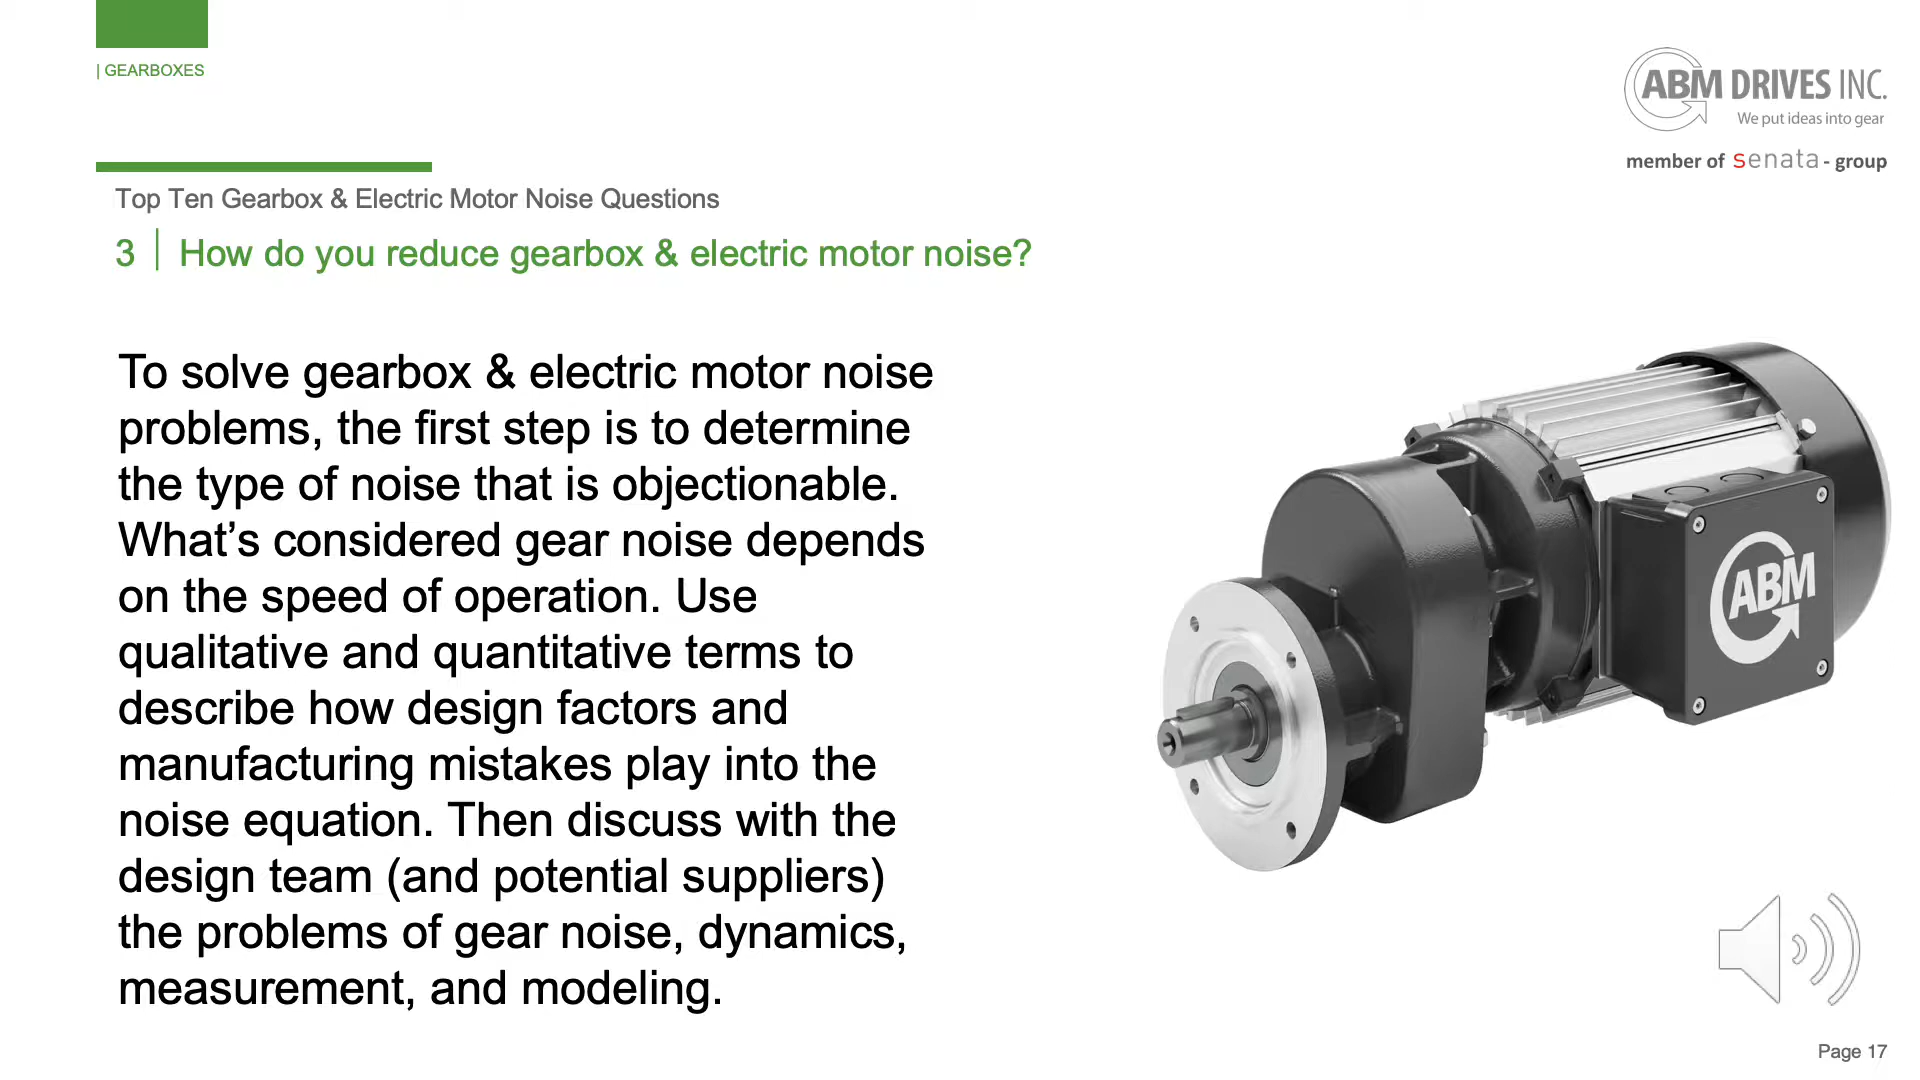 | GEARBOXES
ABM DRIVES INC.
We put ideas into gear
member of senata - group
Top Ten Gearbox & Electric Motor Noise Questions
3 | How do you reduce gearbox & electric motor noise?
To solve gearbox & electric motor noise
problems, the first step is to determine
the type of noise that is objectionable.
What’s considered gear noise depends
on the speed of operation. Use
qualitative and quantitative terms to
describe how design factors and
manufacturing mistakes play into the
noise equation. Then discuss with the
design team (and potential suppliers)
the problems of gear noise, dynamics,
measurement, and modeling.
ABM
Page 17